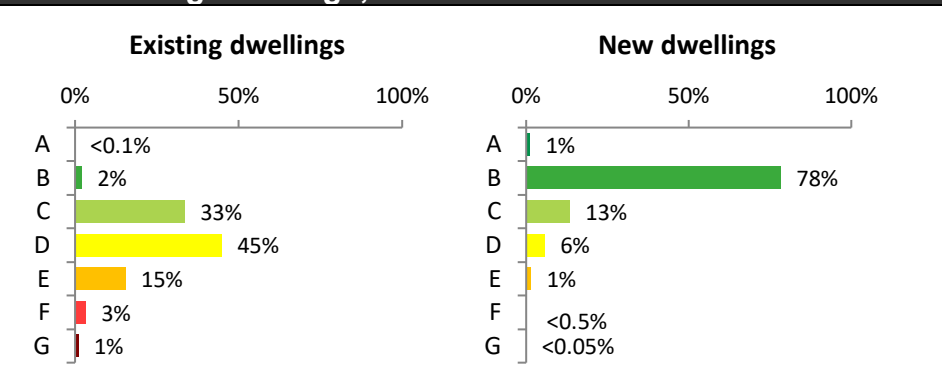 Existing dwellings
0% 50% 100%
A <0.1%
B 2%
C 33%
D 45%
E 15%
F 3%
G 1%
New dwellings
0% 50% 100%
A 1%
B 78%
C 13%
D 6%
E 1%
F <0.5%
G <0.05%